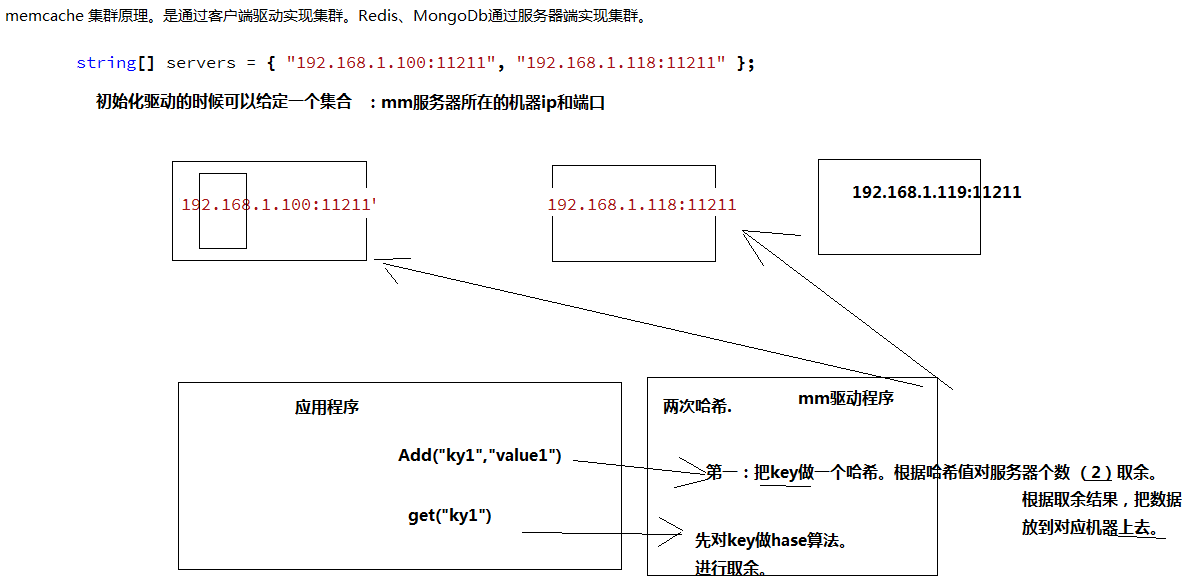 memcache 集群原理。是通过客户端驱动实现集群。Redis、MongoDb通过服务器端实现集群。
string[] servers = { "192.168.1.100:11211", "192.168.1.118:11211" };
初始化驱动的时候可以给定一个集合 ：mm服务器所在的机器ip和端口
192.168.1.100:11211'
192.168.1.118:11211
192.168.1.119:11211
应用程序
Add("ky1","value1")
get("ky1")
两次哈希.
mm驱动程序
第一：把key做一个哈希。根据哈希值对服务器个数（2）取余。
根据取余结果，把数据
放到对应机器上去。
先对key做hase算法。
进行取余。